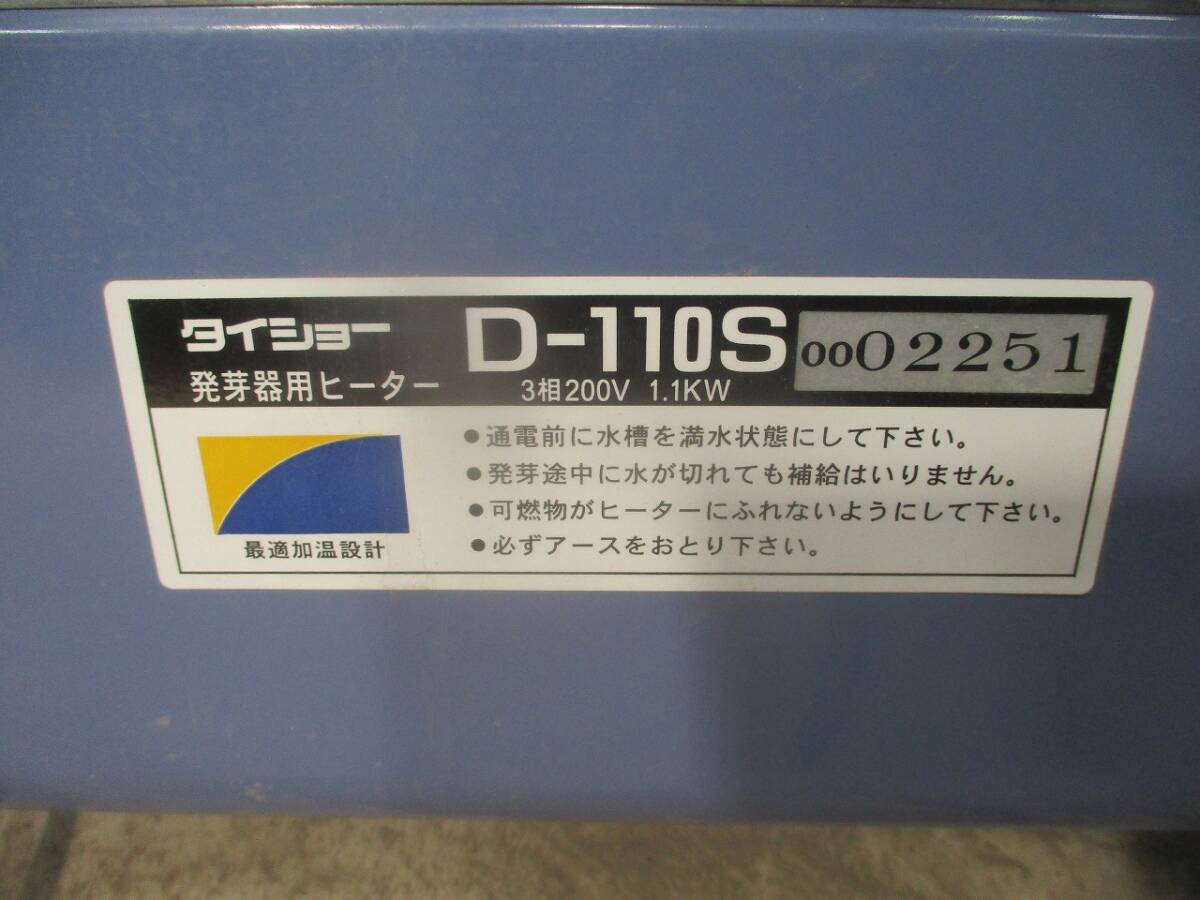 タイショー D-110S 0002251
発芽器用ヒーター 3相200V 1.1KW
●通電前に水槽を満水状態にして下さい。
●発芽途中に水が切れても補給はいりません。
●可燃物がヒーターにふれないようにして下さい。
●必ずアースをおとり下さい。
最適加温設計